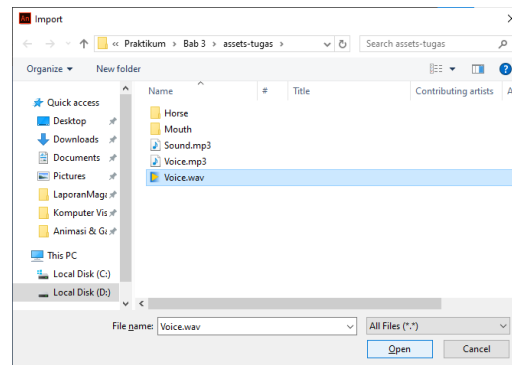 An Import
« Praktikum > Bab 3 > assets-tugas >
Search assets-tugas
Organize New folder
Name # Title Contributing artists A
Quick access
Desktop
Downloads
Documents
Pictures
LaporanMaga
Komputer Vis
Animasi & Ga
This PC
Local Disk (C:)
Local Disk (D:)
Horse
Mouth
Sound.mp3
Voice.mp3
Voice.wav
File name: Voice.wav
All Files (*.*)
Open Cancel